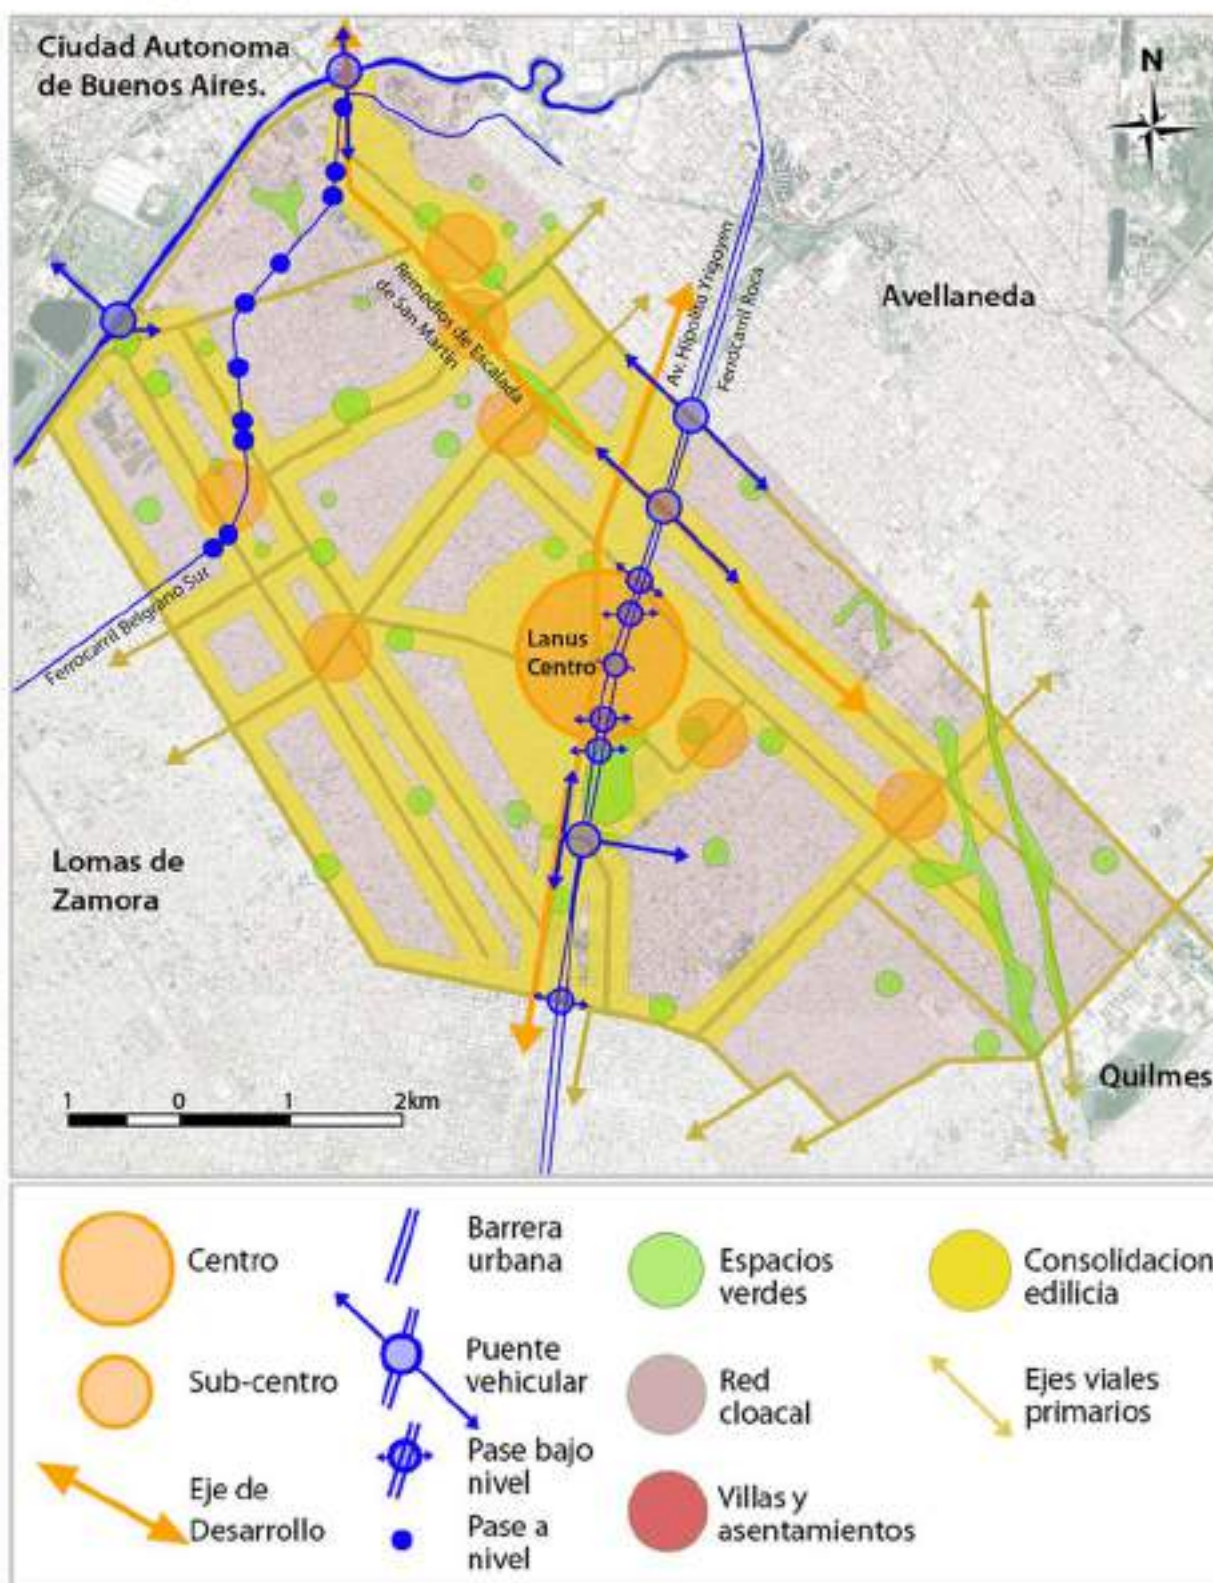 Ciudad Autonoma
de Buenos Aires.
N
Avellaneda
Av. Hipolito Yrigoyen
Ferrocarril Roca
Remedios de Escalada
de San Martin
Lanus
Centro
Ferrocarril Belgrano Sur
Lomas de
Zamora
Quilmes
1 0 1 2km
Centro
Sub-centro
Eje de
Desarrollo
Barrera
urbana
Puente
vehicular
Pase bajo
nivel
Pase a
nivel
Espacios
verdes
Red
cloacal
Villas y
asentamientos
Consolidacion
edilicia
Ejes viales
primarios